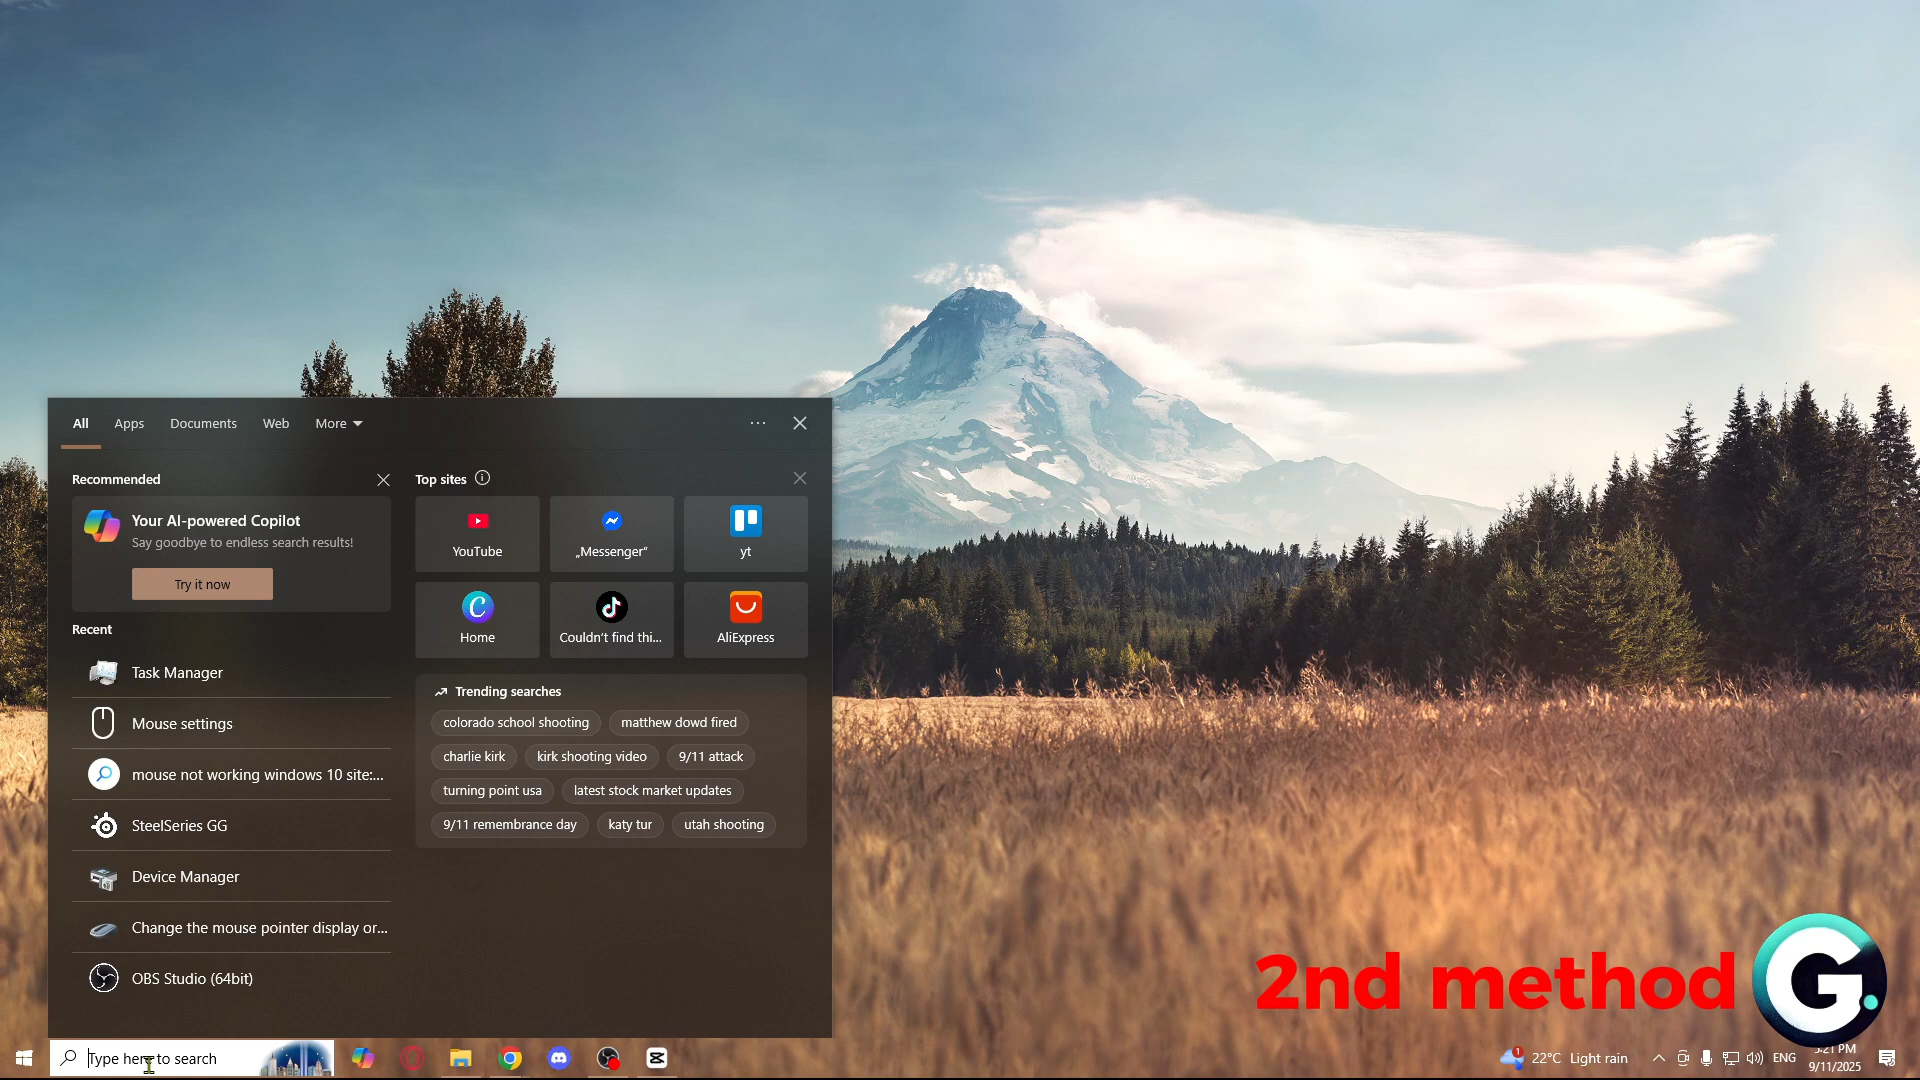 All Apps Documents Web More
Recommended
Your AI-powered Copilot
Say goodbye to endless search results!
Try it now
Recent
Task Manager
Mouse settings
mouse not working windows 10 site:...
SteelSeries GG
Device Manager
Change the mouse pointer display or...
OBS Studio (64bit)
Top sites
YouTube
„Messenger“
yt
Home
Couldn't find thi...
AliExpress
Trending searches
colorado school shooting
matthew dowd fired
charlie kirk
kirk shooting video
9/11 attack
turning point usa
latest stock market updates
9/11 remembrance day
katy tur
utah shooting
2nd method
G.
Type here to search
1
22°C Light rain
ENG
5:21 PM
9/11/2025